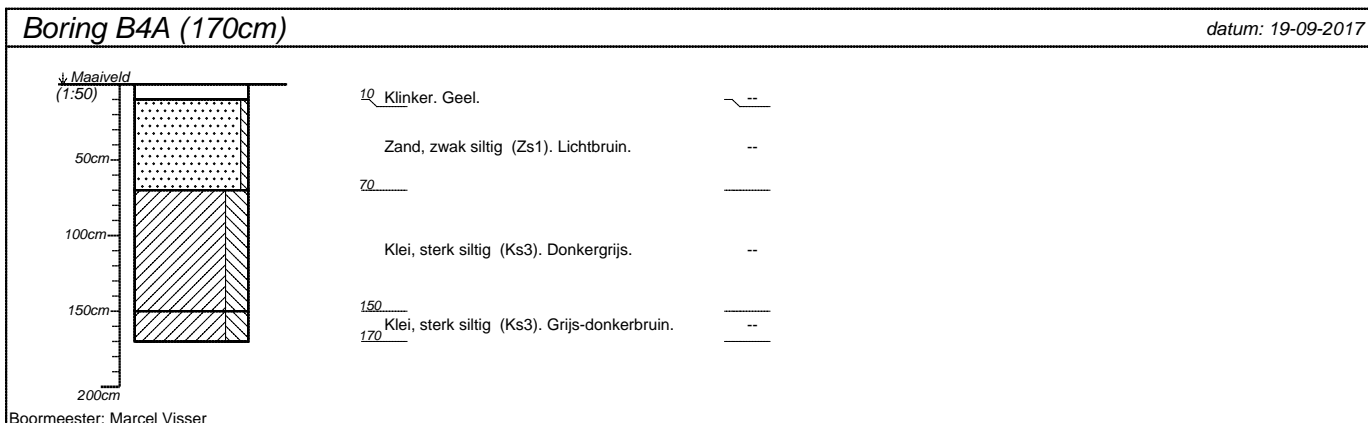 Boring B4A (170cm) datum: 19-09-2017
Maaiveld
(1:50)
10 Klinker. Geel. --
Zand, zwak siltig (Zs1). Lichtbruin. --
50cm
70
100cm
Klei, sterk siltig (Ks3). Donkergrijs. --
150cm 150
Klei, sterk siltig (Ks3). Grijs-donkerbruin. --
170
200cm
Boormeester: Marcel Visser